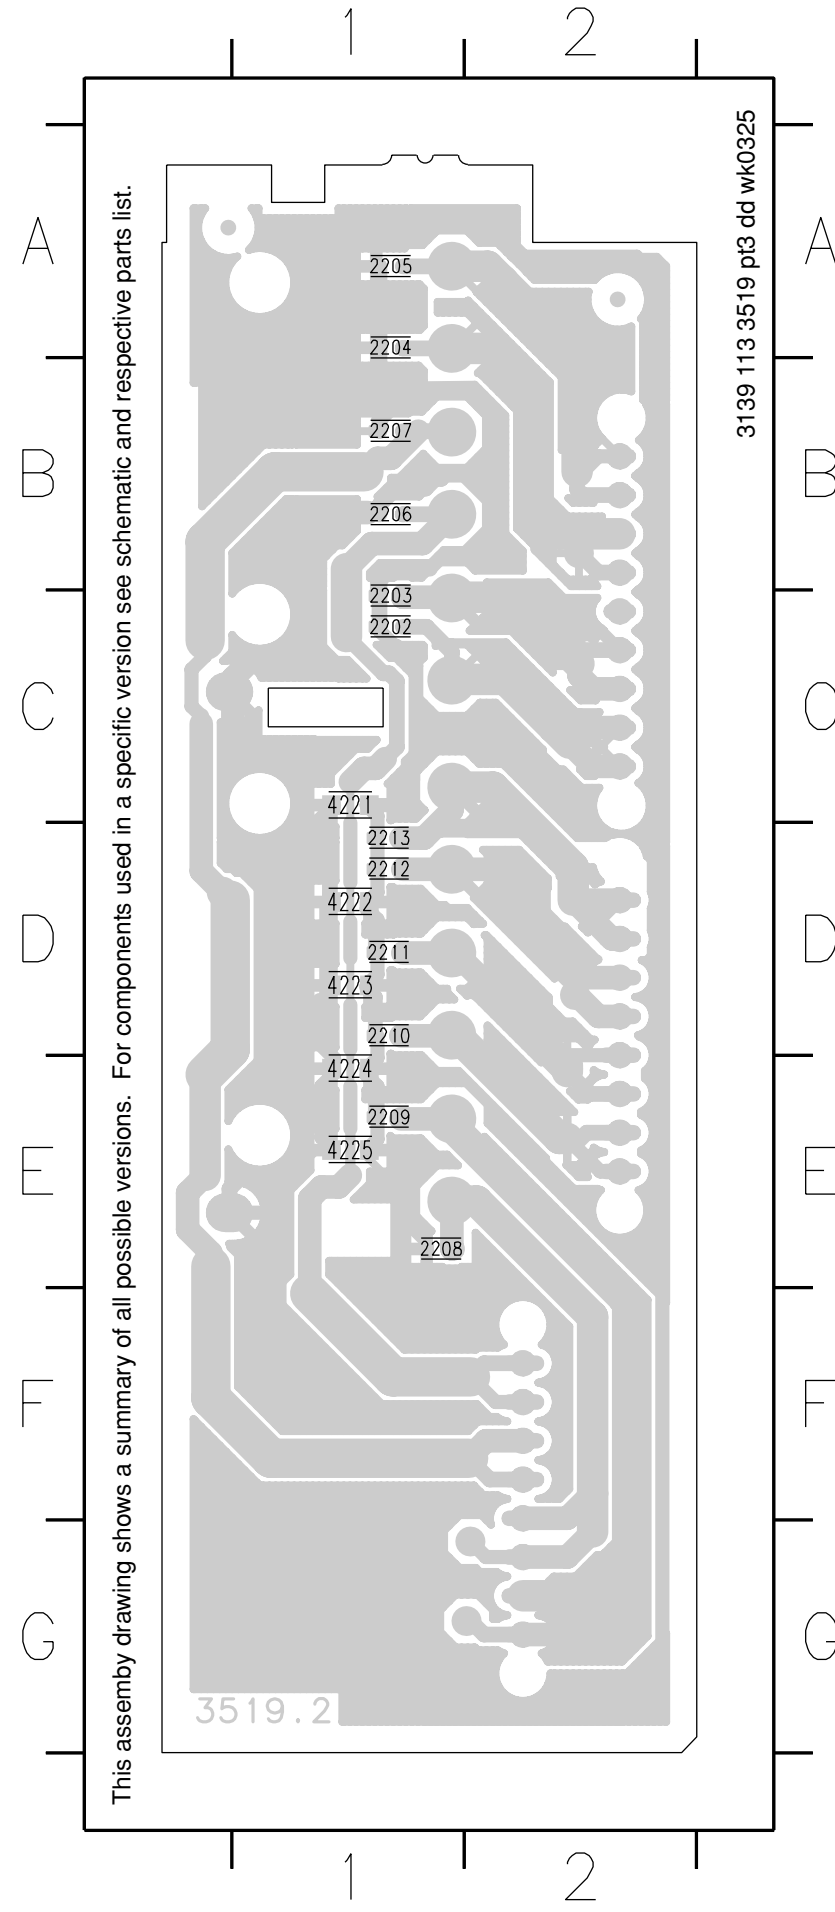 1
2
This assemby drawing shows a summary of all possible versions. For components used in a specific version see schematic and respective parts list.
3139 113 3519 pt3 dd wk0325
A
A
2205
2204
2207
B
B
2206
2203
2202
C
C
4221
2213
2212
4222
D
D
2211
4223
2210
4224
2209
4225
E
E
2208
F
F
G
G
3519.2
1
2